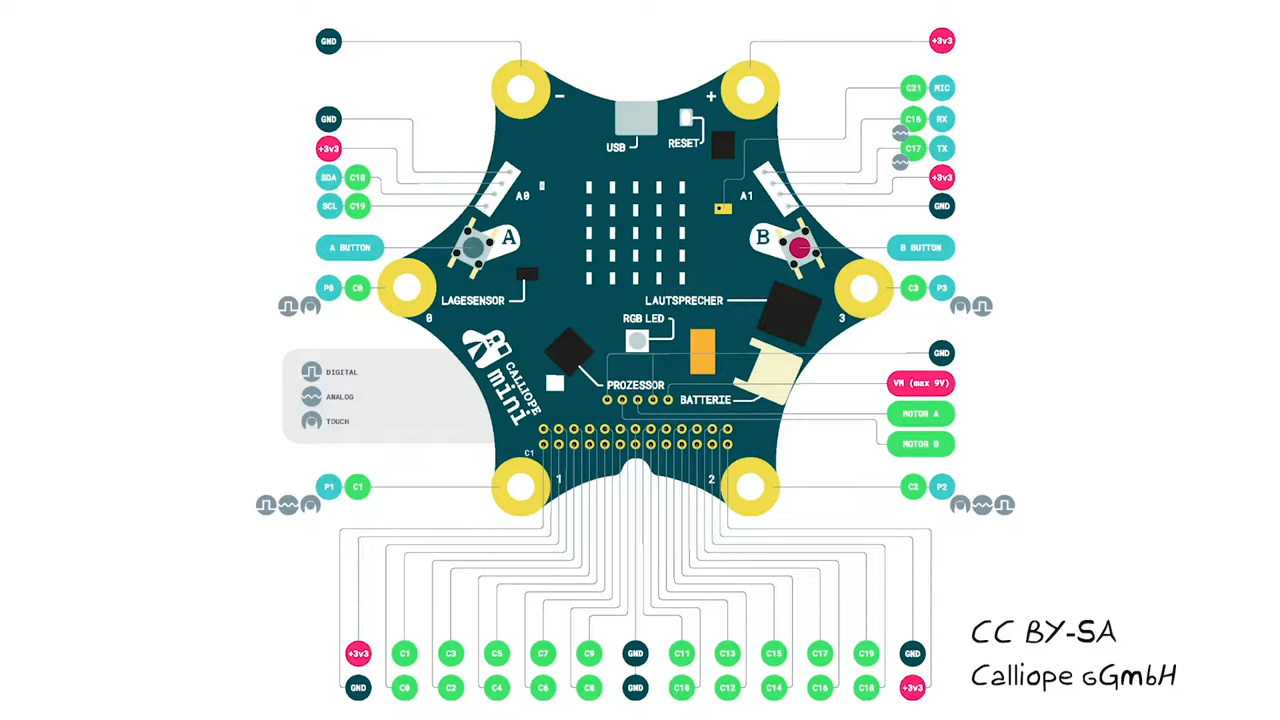 GND
+3v3
− +
C21 MIC
GND
C16 RX
+3v3
C17 TX
USB
RESET
SDA C18
+3v3
SCL C19
A0
A1
GND
A BUTTON
A
B
B BUTTON
P0 C0
C3 P3
LAGESENSOR
LAUTSPRECHER
0
3
RGB LED
GND
DIGITAL
CALLIOPE
mini
PROZESSOR
VM (max 9V)
ANALOG
BATTERIE
MOTOR A
TOUCH
MOTOR B
C1
1
2
P1 C1
C2 P2
+3v3 C1 C3 C5 C7 C9 GND C11 C13 C15 C17 C19 GND
GND C0 C2 C4 C6 C8 GND C10 C12 C14 C16 C18 +3v3
CC BY-SA
Calliope gGmbH